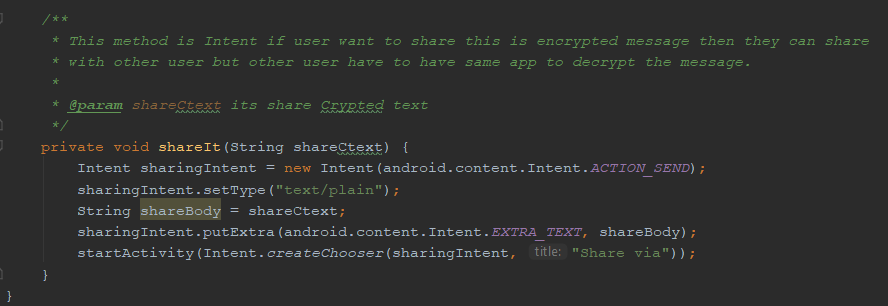 /**
* This method is Intent if user want to share this is encrypted message then they can share
* with other user but other user have to have same app to decrypt the message.
*
* @param shareCtext its share Crypted text
*/
private void shareIt(String shareCtext) {
Intent sharingIntent = new Intent(android.content.Intent.ACTION_SEND);
sharingIntent.setType("text/plain");
String shareBody = shareCtext;
sharingIntent.putExtra(android.content.Intent.EXTRA_TEXT, shareBody);
startActivity(Intent.createChooser(sharingIntent, title: "Share via"));
}
}